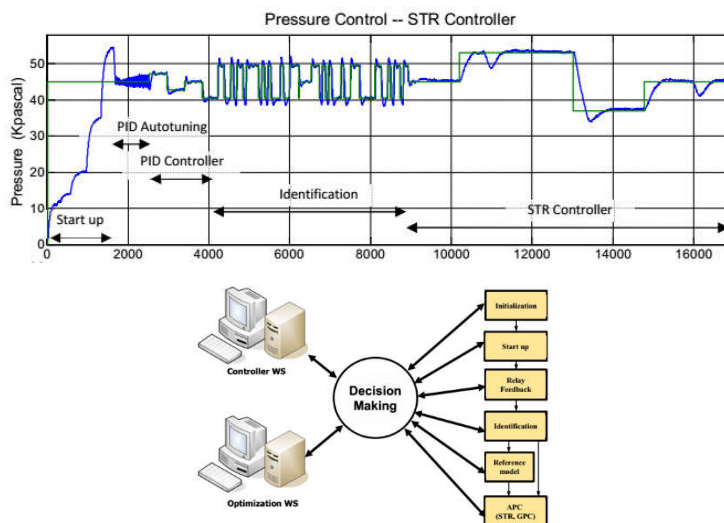 Pressure Control -- STR Controller
Pressure (Kpascal)
50
40
30
20
10
0
PID Autotuning
PID Controller
Identification
STR Controller
Start up
0
2000
4000
6000
8000
10000
12000
14000
16000
Controller WS
Optimization WS
Decision
Making
Initialization
Start up
Relay
Feedback
Identification
Reference
model
APC
(STR, GPC)